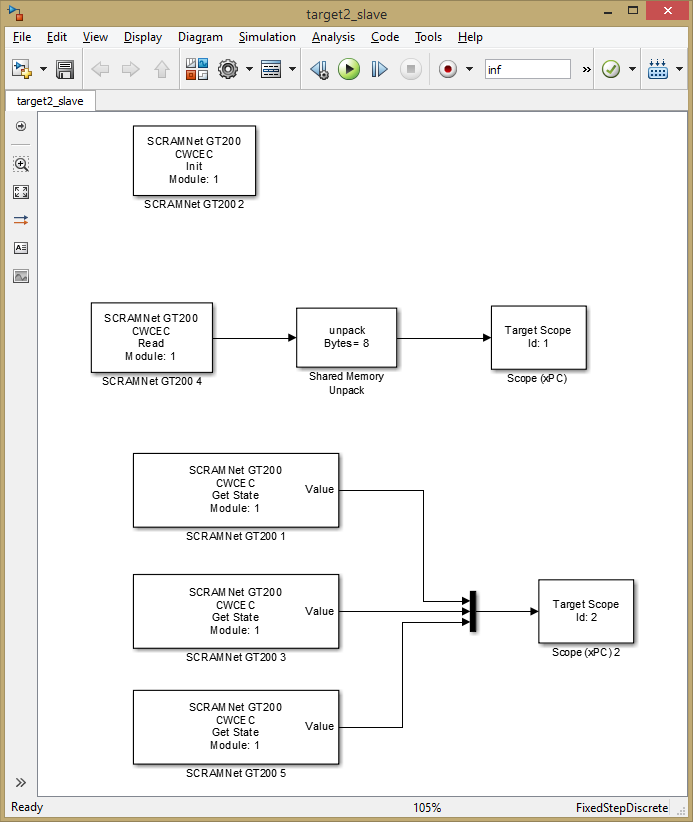 target2_slave
File Edit View Display Diagram Simulation Analysis Code Tools Help
inf
»
target2_slave
SCRAMNet GT200
CWCEC
Init
Module: 1
SCRAMNet GT200 2
SCRAMNet GT200
CWCEC
Read
Module: 1
SCRAMNet GT200 4
unpack
Bytes= 8
Shared Memory
Unpack
Target Scope
Id: 1
Scope (xPC)
SCRAMNet GT200
CWCEC
Get State
Module: 1
Value
SCRAMNet GT200 1
SCRAMNet GT200
CWCEC
Get State
Module: 1
Value
SCRAMNet GT200 3
SCRAMNet GT200
CWCEC
Get State
Module: 1
Value
SCRAMNet GT200 5
Target Scope
Id: 2
Scope (xPC) 2
Ready 105% FixedStepDiscrete